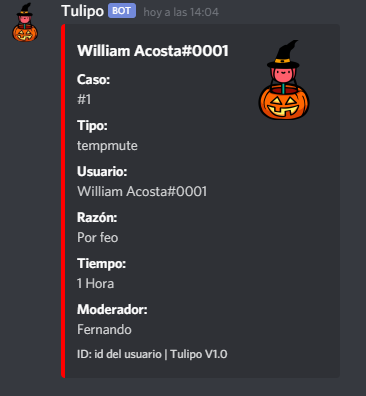 Tulipo BOT hoy a las 14:04
William Acosta#0001
Caso:
#1
Tipo:
tempmute
Usuario:
William Acosta#0001
Razón:
Por feo
Tiempo:
1 Hora
Moderador:
Fernando
ID: id del usuario | Tulipo V1.0